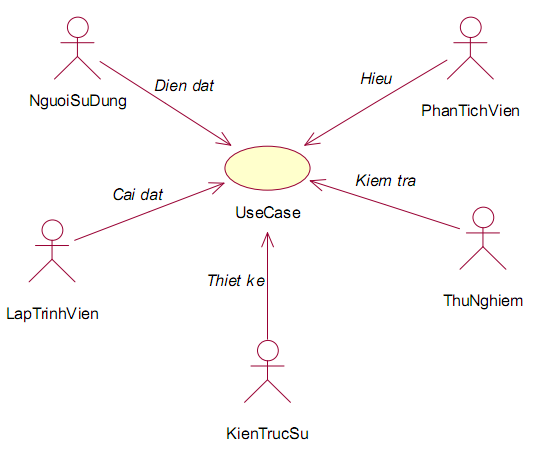 Dien dat
Hieu
NguoiSuDung
PhanTichVien
Cai dat
Kiem tra
UseCase
Thiet ke
LapTrinhVien
ThuNghiem
KienTrucSu